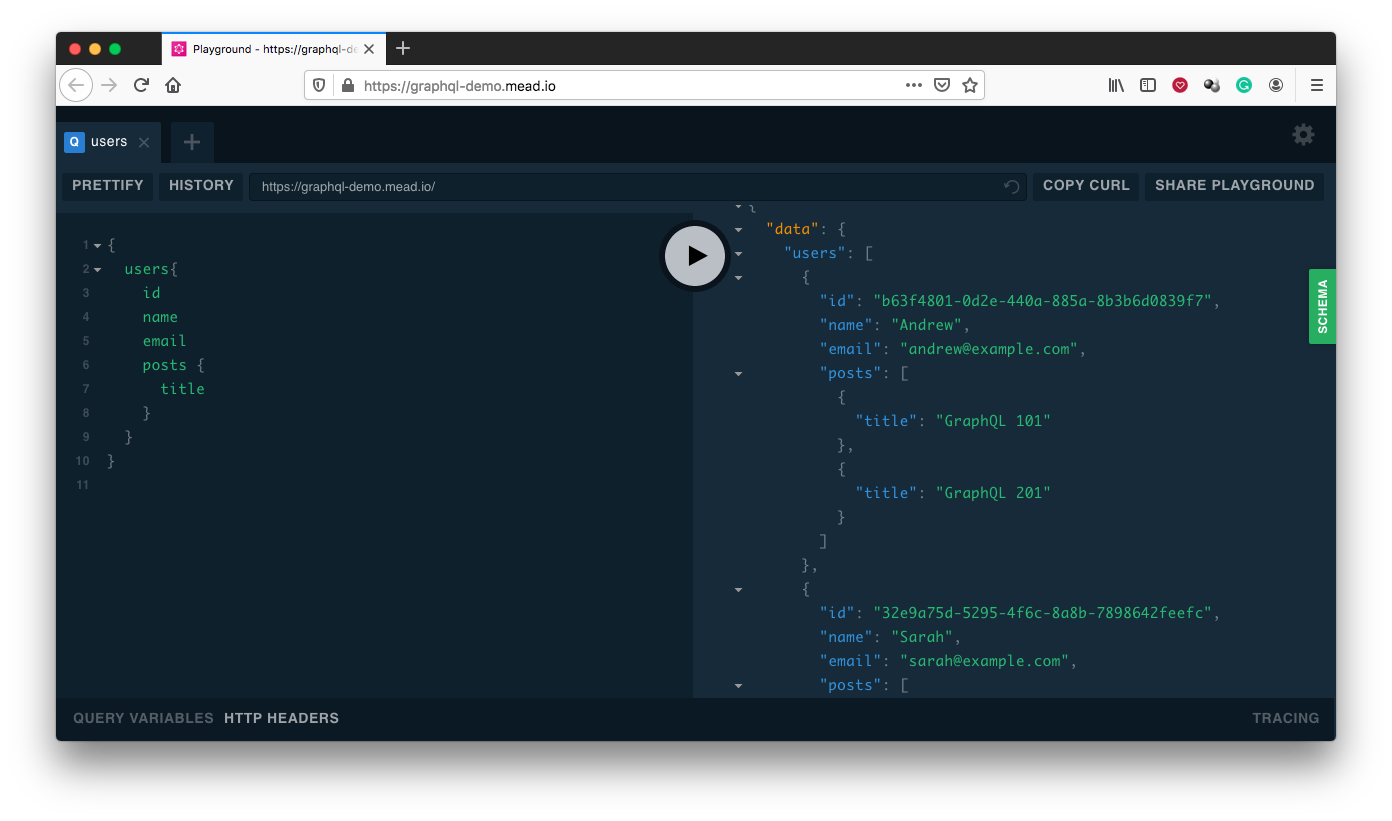 Playground - https://graphql-de
https://graphql-demo.mead.io
Q users
PRETTIFY HISTORY https://graphql-demo.mead.io/ COPY CURL SHARE PLAYGROUND
1 {
2 users{
3 id
4 name
5 email
6 posts {
7 title
8 }
9 }
10 }
11
{
"data": {
"users": [
{
"id": "b63f4801-0d2e-440a-885a-8b3b6d0839f7",
"name": "Andrew",
"email": "andrew@example.com",
"posts": [
{
"title": "GraphQL 101"
},
{
"title": "GraphQL 201"
}
]
},
{
"id": "32e9a75d-5295-4f6c-8a8b-7898642feefc",
"name": "Sarah",
"email": "sarah@example.com",
"posts": [
SCHEMA
QUERY VARIABLES HTTP HEADERS TRACING